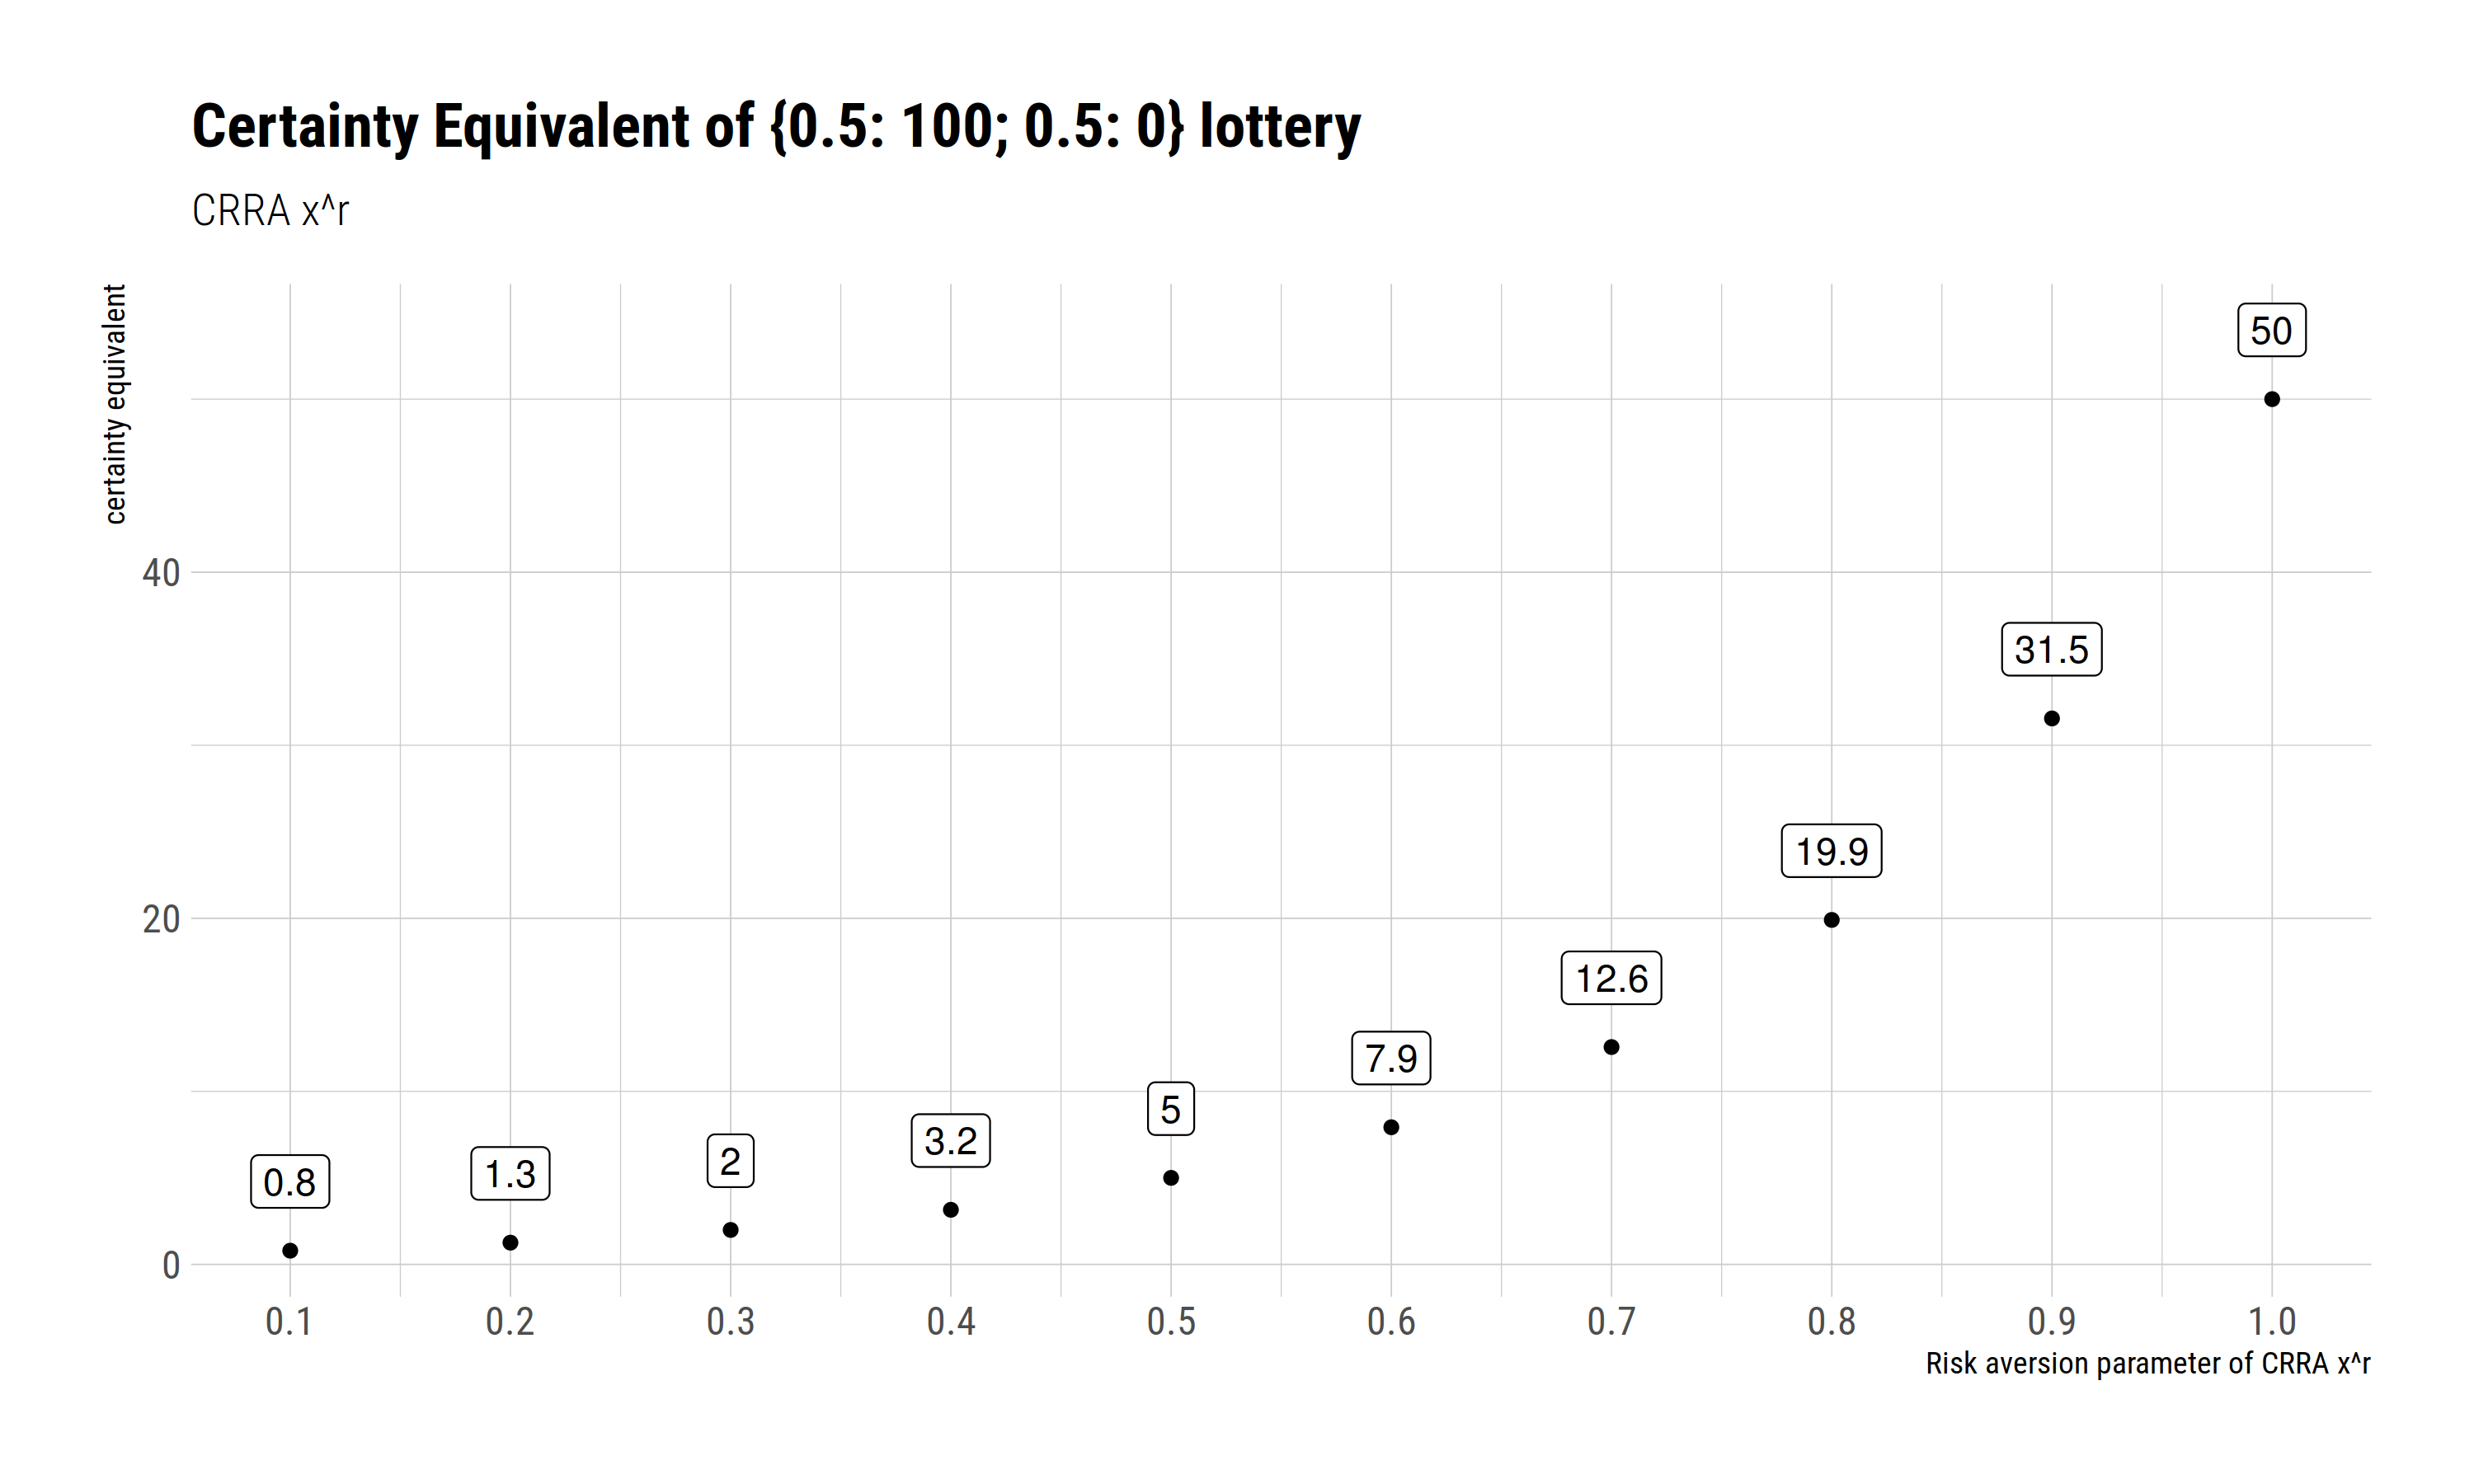 Certainty Equivalent of {0.5: 100; 0.5: 0} lottery
CRRA x^r
certainty equivalent
50
40
31.5
19.9
20
12.6
7.9
5
3.2
2
1.3
0.8
0
0.1 0.2 0.3 0.4 0.5 0.6 0.7 0.8 0.9 1.0
Risk aversion parameter of CRRA x^r